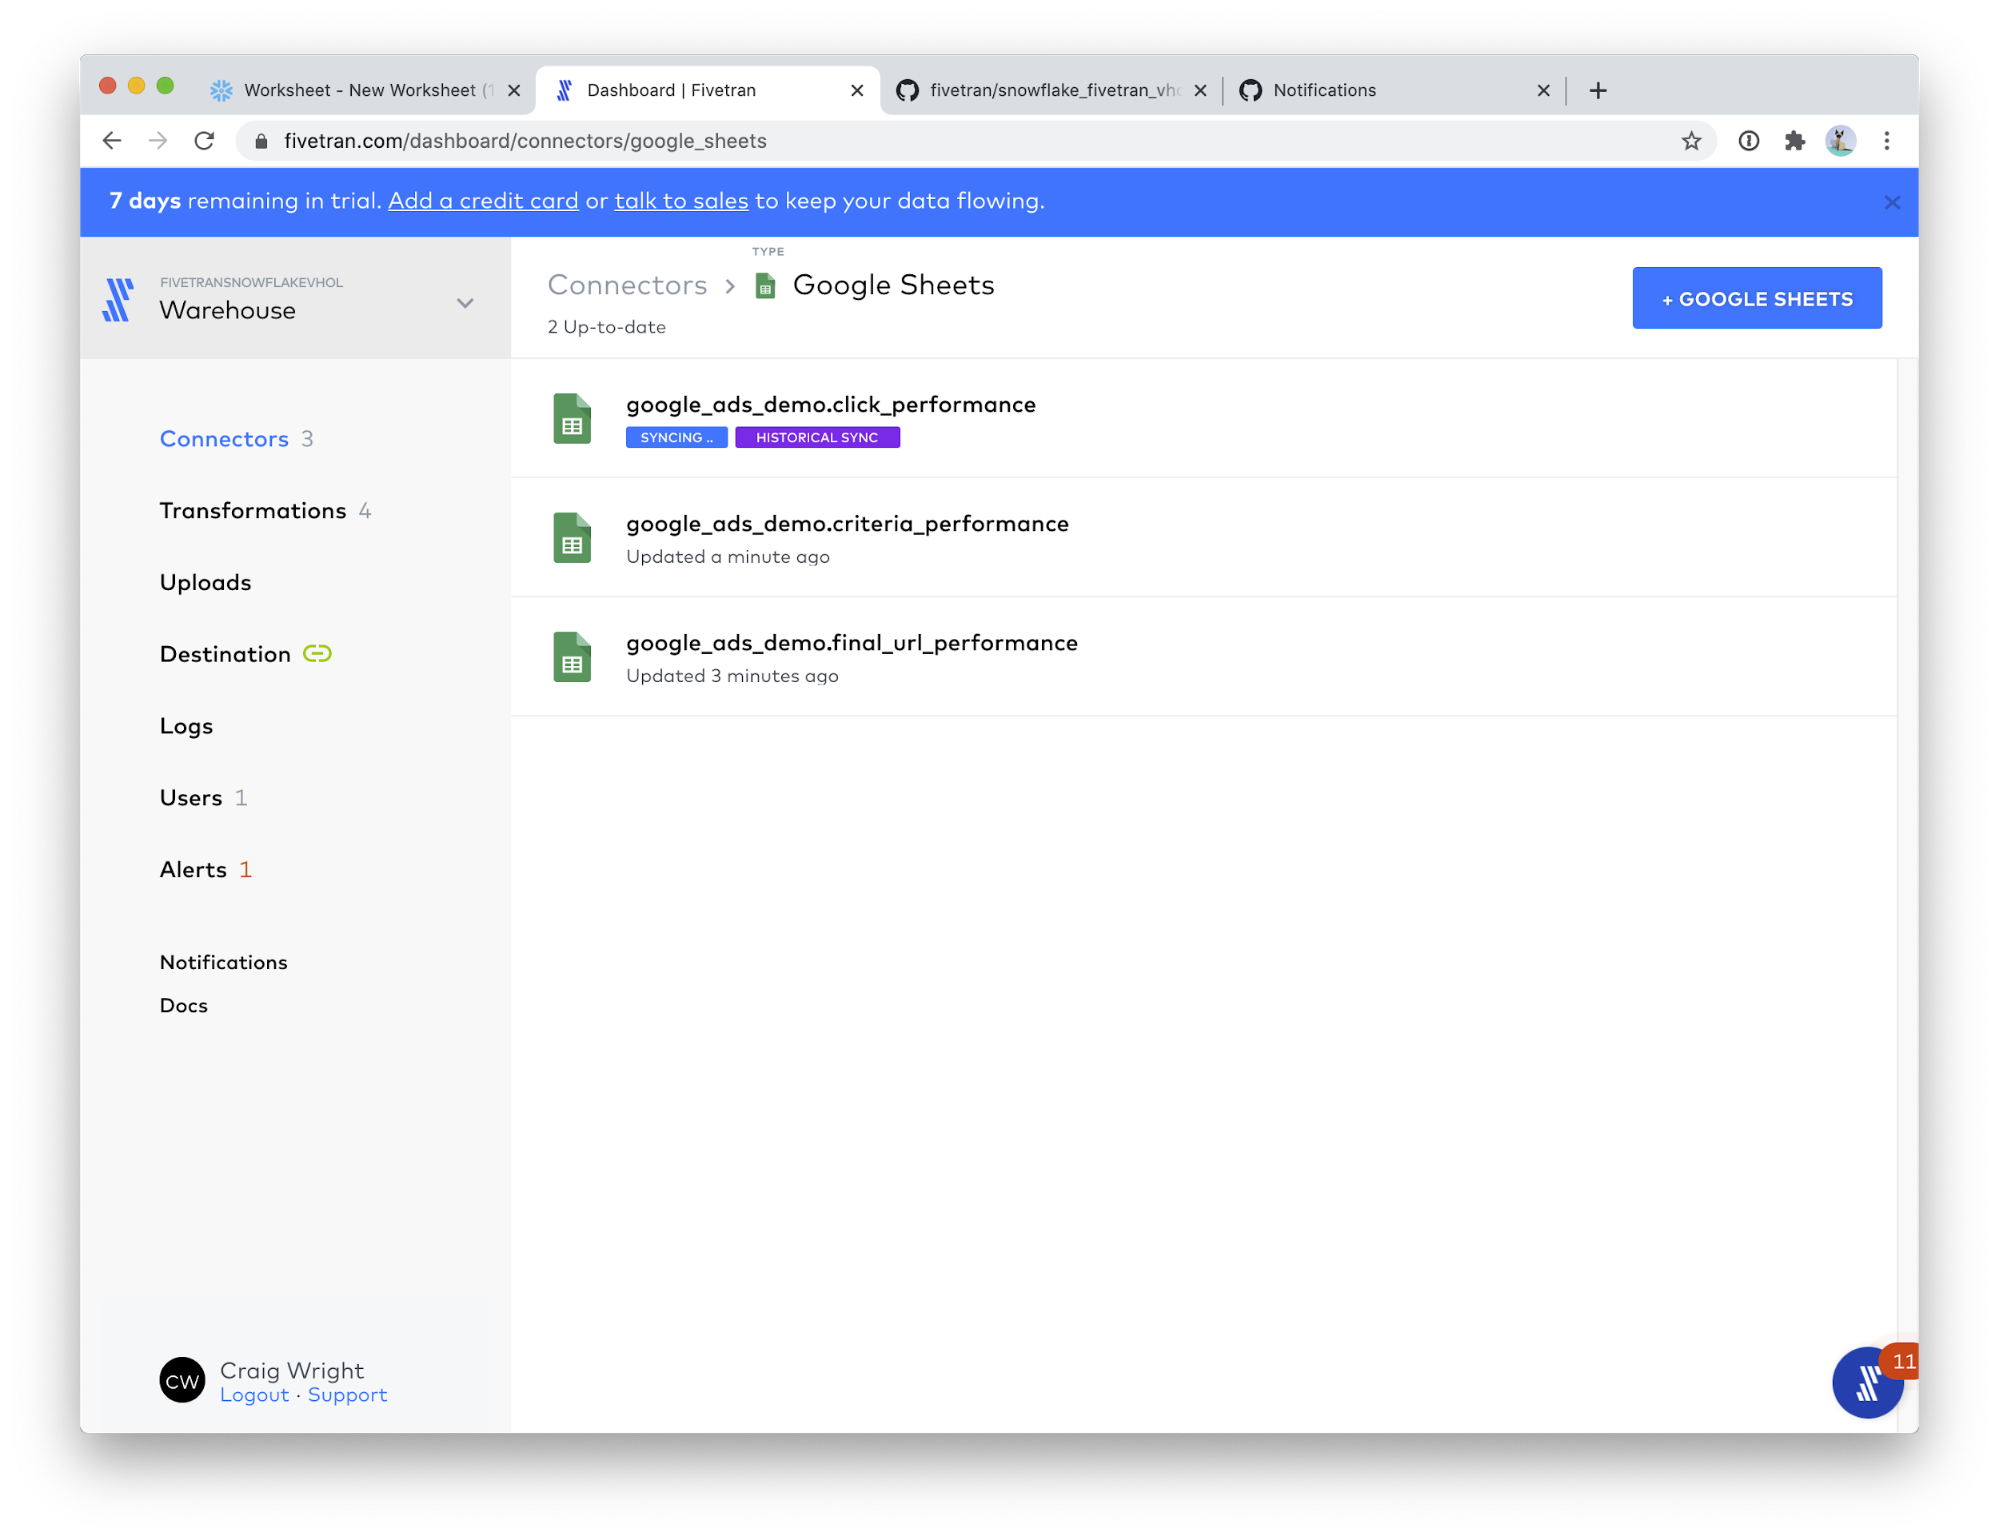 Worksheet - New Worksheet (1
Dashboard | Fivetran
fivetran/snowflake_fivetran_vho
Notifications
fivetran.com/dashboard/connectors/google_sheets
7 days remaining in trial. Add a credit card or talk to sales to keep your data flowing.
FIVETRANSNOWFLAKEVHOL
Warehouse
TYPE
Connectors > Google Sheets
2 Up-to-date
+ GOOGLE SHEETS
Connectors 3
Transformations 4
Uploads
Destination
Logs
Users 1
Alerts 1
Notifications
Docs
google_ads_demo.click_performance
SYNCING ..
HISTORICAL SYNC
google_ads_demo.criteria_performance
Updated a minute ago
google_ads_demo.final_url_performance
Updated 3 minutes ago
CW
Craig Wright
Logout · Support
11